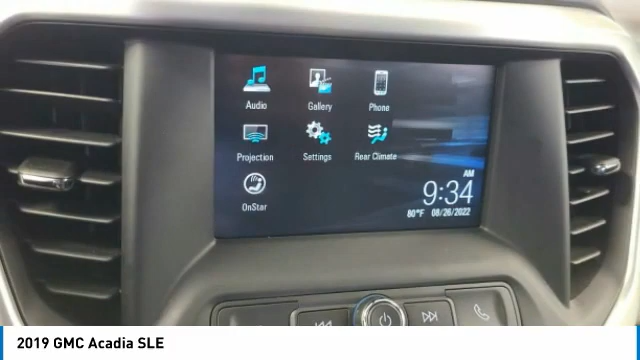 Audio
Gallery
Phone
Projection
Settings
Rear Climate
OnStar
AM
9:34
80°F 08/26/2022
2019 GMC Acadia SLE